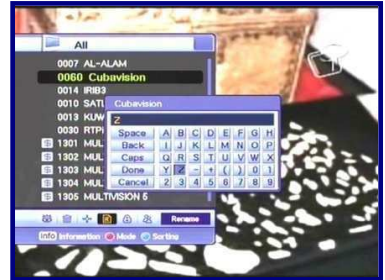 All
0007 AL-ALAM
0060 Cubavision
0014 IRIB3
0010 SATL
0013 KUW
0030 RTPi
$ 1301 MUL
$ 1302 MUL
$ 1303 MUL
$ 1304 MUL
$ 1305 MULTIVISION 5
Cubavision
Z
Space A B C D E F G H
Back I J K L M N O P
Caps Q R S T U V W X
Done Y Z - + ( ) 0 1
Cancel 2 3 4 5 6 7 8 9
Rename
Info Information Mode Sorting